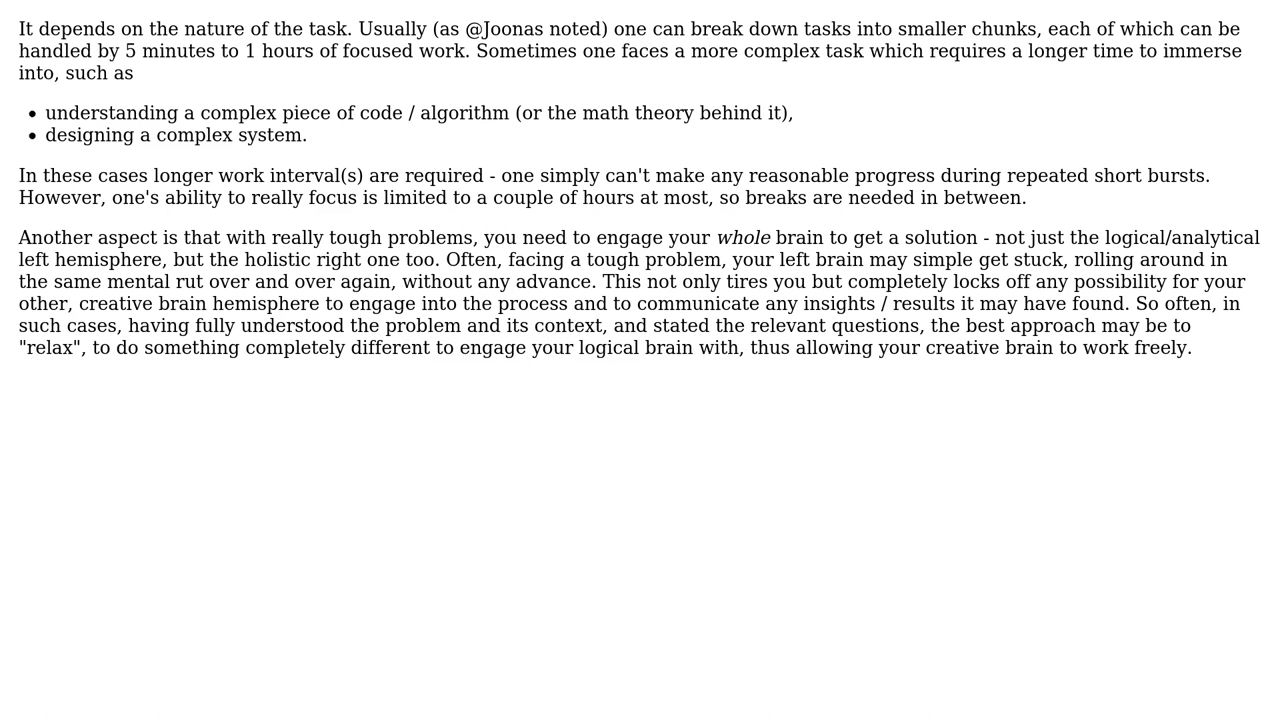 It depends on the nature of the task. Usually (as @Joonas noted) one can break down tasks into smaller chunks, each of which can be
handled by 5 minutes to 1 hours of focused work. Sometimes one faces a more complex task which requires a longer time to immerse
into, such as
• understanding a complex piece of code / algorithm (or the math theory behind it),
• designing a complex system.
In these cases longer work interval(s) are required - one simply can't make any reasonable progress during repeated short bursts.
However, one's ability to really focus is limited to a couple of hours at most, so breaks are needed in between.
Another aspect is that with really tough problems, you need to engage your whole brain to get a solution - not just the logical/analytical
left hemisphere, but the holistic right one too. Often, facing a tough problem, your left brain may simple get stuck, rolling around in
the same mental rut over and over again, without any advance. This not only tires you but completely locks off any possibility for your
other, creative brain hemisphere to engage into the process and to communicate any insights / results it may have found. So often, in
such cases, having fully understood the problem and its context, and stated the relevant questions, the best approach may be to
"relax", to do something completely different to engage your logical brain with, thus allowing your creative brain to work freely.